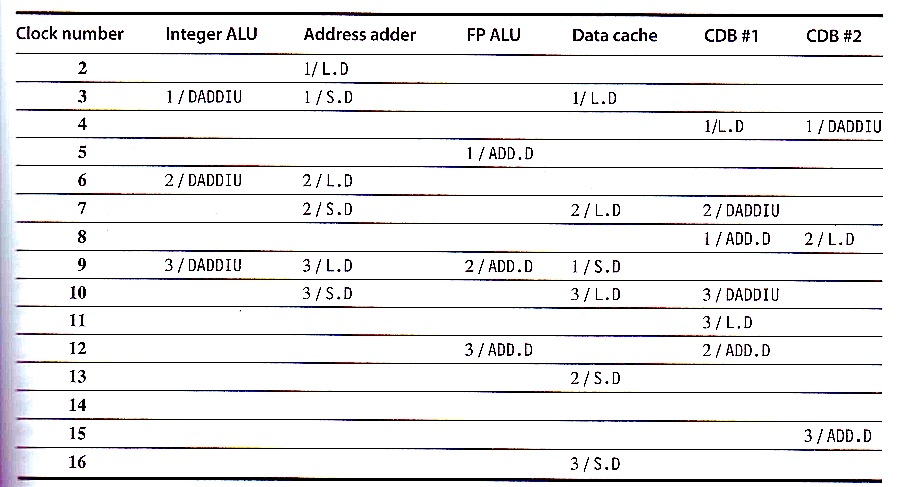 Clock number Integer ALU Address adder FP ALU Data cache CDB #1 CDB #2
2 1/L.D
3 1/DADDIU 1/S.D 1/L.D
4 1/L.D 1/DADDIU
5 1/ADD.D
6 2/DADDIU 2/L.D
7 2/S.D 2/L.D 2/DADDIU
8 1/ADD.D 2/L.D
9 3/DADDIU 3/L.D 2/ADD.D 1/S.D
10 3/S.D 3/L.D 3/DADDIU
11 3/L.D
12 3/ADD.D 2/ADD.D
13 2/S.D
14
15 3/ADD.D
16 3/S.D